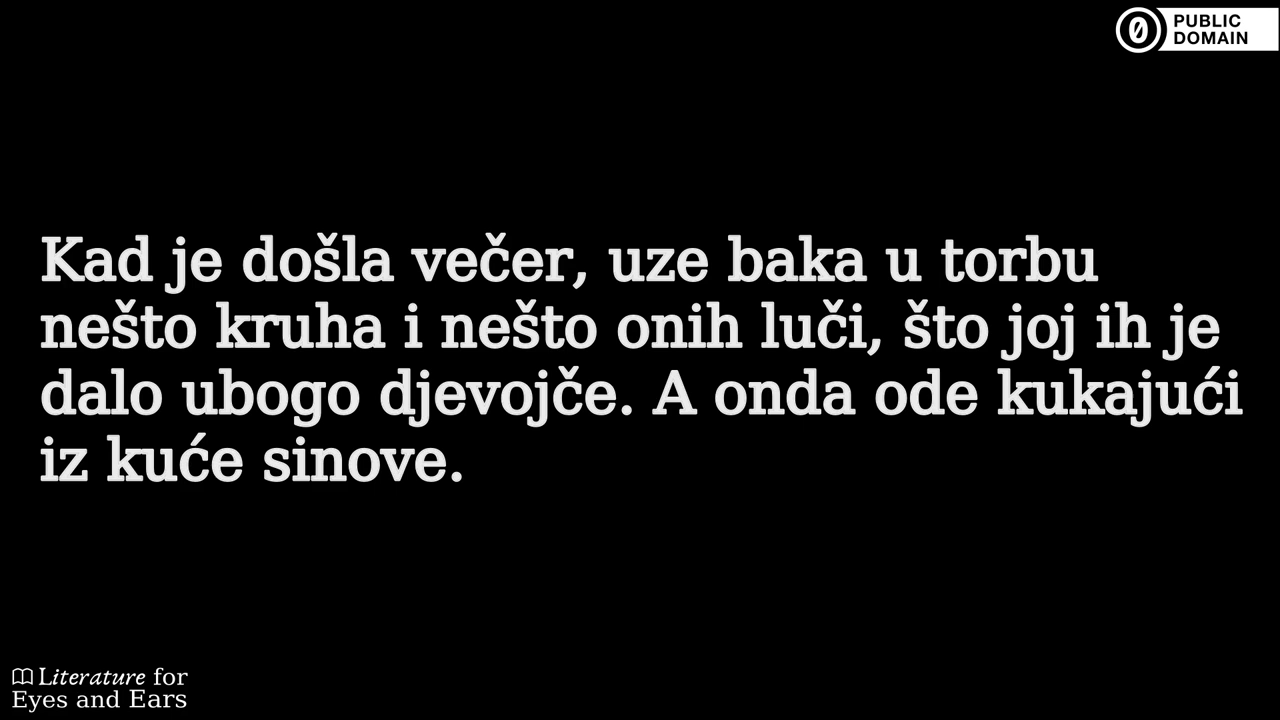 PUBLIC
DOMAIN
Kad je došla večer, uze baka u torbu
nešto kruha i nešto onih luči, što joj ih je
dalo ubogo djevojče. A onda ode kukajući
iz kuće sinove.
Literature for
Eyes and Ears